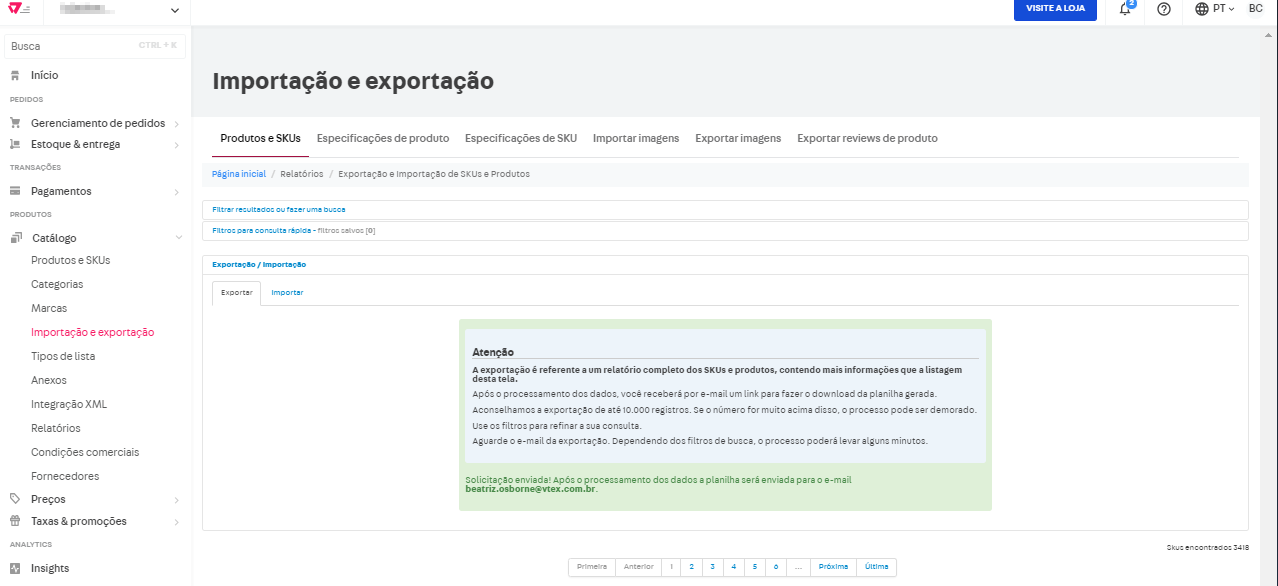 VISITE A LOJA
2
PT
BC
Busca
CTRL + K
Início
PEDIDOS
Gerenciamento de pedidos
Estoque & entrega
TRANSAÇÕES
Pagamentos
PRODUTOS
Catálogo
Produtos e SKUs
Categorias
Marcas
Importação e exportação
Tipos de lista
Anexos
Integração XML
Relatórios
Condições comerciais
Fornecedores
Preços
Taxas & promoções
ANALYTICS
Insights
Importação e exportação
Produtos e SKUs Especificações de produto Especificações de SKU Importar imagens Exportar imagens Exportar reviews de produto
Página inicial / Relatórios / Exportação e Importação de SKUs e Produtos
Filtrar resultados ou fazer uma busca
Filtros para consulta rápida - filtros salvos [0]
Exportação / Importação
Exportar Importar
Atenção
A exportação é referente a um relatório completo dos SKUs e produtos, contendo mais informações que a listagem
desta tela.
Após o processamento dos dados, você receberá por e-mail um link para fazer o download da planilha gerada.
Aconselhamos a exportação de até 10.000 registros. Se o número for muito acima disso, o processo pode ser demorado.
Use os filtros para refinar a sua consulta.
Aguarde o e-mail da exportação. Dependendo dos filtros de busca, o processo poderá levar alguns minutos.
Solicitação enviada! Após o processamento dos dados a planilha será enviada para o e-mail
beatriz.osborne@vtex.com.br.
Skus encontrados 3418
Primeira Anterior 1 2 3 4 5 6 ... Próxima Última